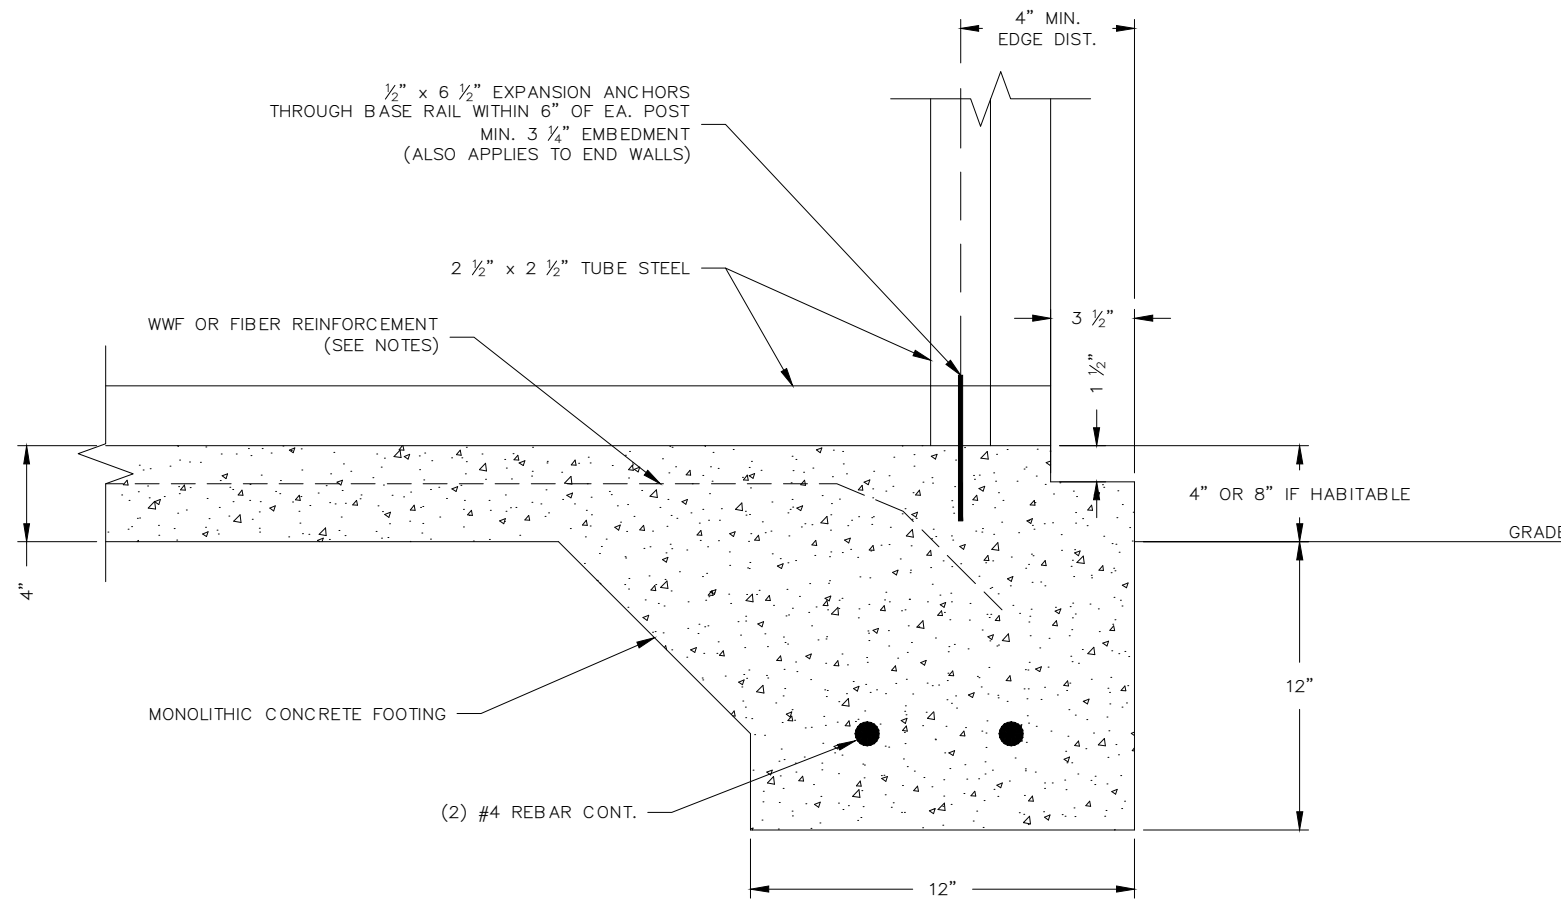 4” MIN.
EDGE DIST.
½” x 6 ½” EXPANSION ANCHORS
THROUGH BASE RAIL WITHIN 6” OF EA. POST
MIN. 3 ¼” EMBEDMENT
(ALSO APPLIES TO END WALLS)
2 ½” x 2 ½” TUBE STEEL
WWF OR FIBER REINFORCEMENT
(SEE NOTES)
3 ½”
1 ½”
4” OR 8” IF HABITABLE
GRADE
4”
12”
MONOLITHIC CONCRETE FOOTING
(2) #4 REBAR CONT.
12”